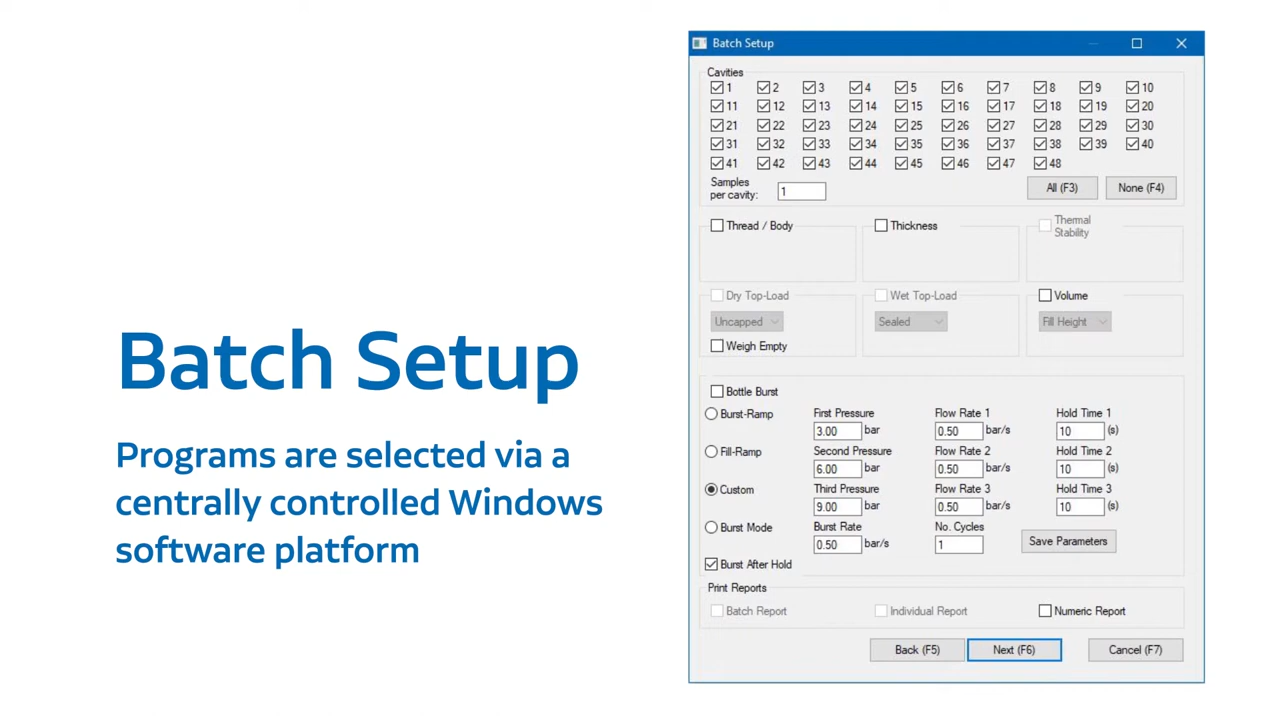 Batch Setup
Programs are selected via a
centrally controlled Windows
software platform
Batch Setup
Cavities
1 2 3 4 5 6 7 8 9 10
11 12 13 14 15 16 17 18 19 20
21 22 23 24 25 26 27 28 29 30
31 32 33 34 35 36 37 38 39 40
41 42 43 44 45 46 47 48
Samples
per cavity: 1
All (F3) None (F4)
Thread / Body Thickness Thermal
Stability
Dry Top-Load Wet Top-Load Volume
Uncapped Sealed Fill Height
Weigh Empty
Bottle Burst
Burst-Ramp First Pressure Flow Rate 1 Hold Time 1
3.00 bar 0.50 bar/s 10 (s)
Fill-Ramp Second Pressure Flow Rate 2 Hold Time 2
6.00 bar 0.50 bar/s 10 (s)
Custom Third Pressure Flow Rate 3 Hold Time 3
9.00 bar 0.50 bar/s 10 (s)
Burst Mode Burst Rate No. Cycles
0.50 bar/s 1 Save Parameters
Burst After Hold
Print Reports
Batch Report Individual Report Numeric Report
Back (F5) Next (F6) Cancel (F7)